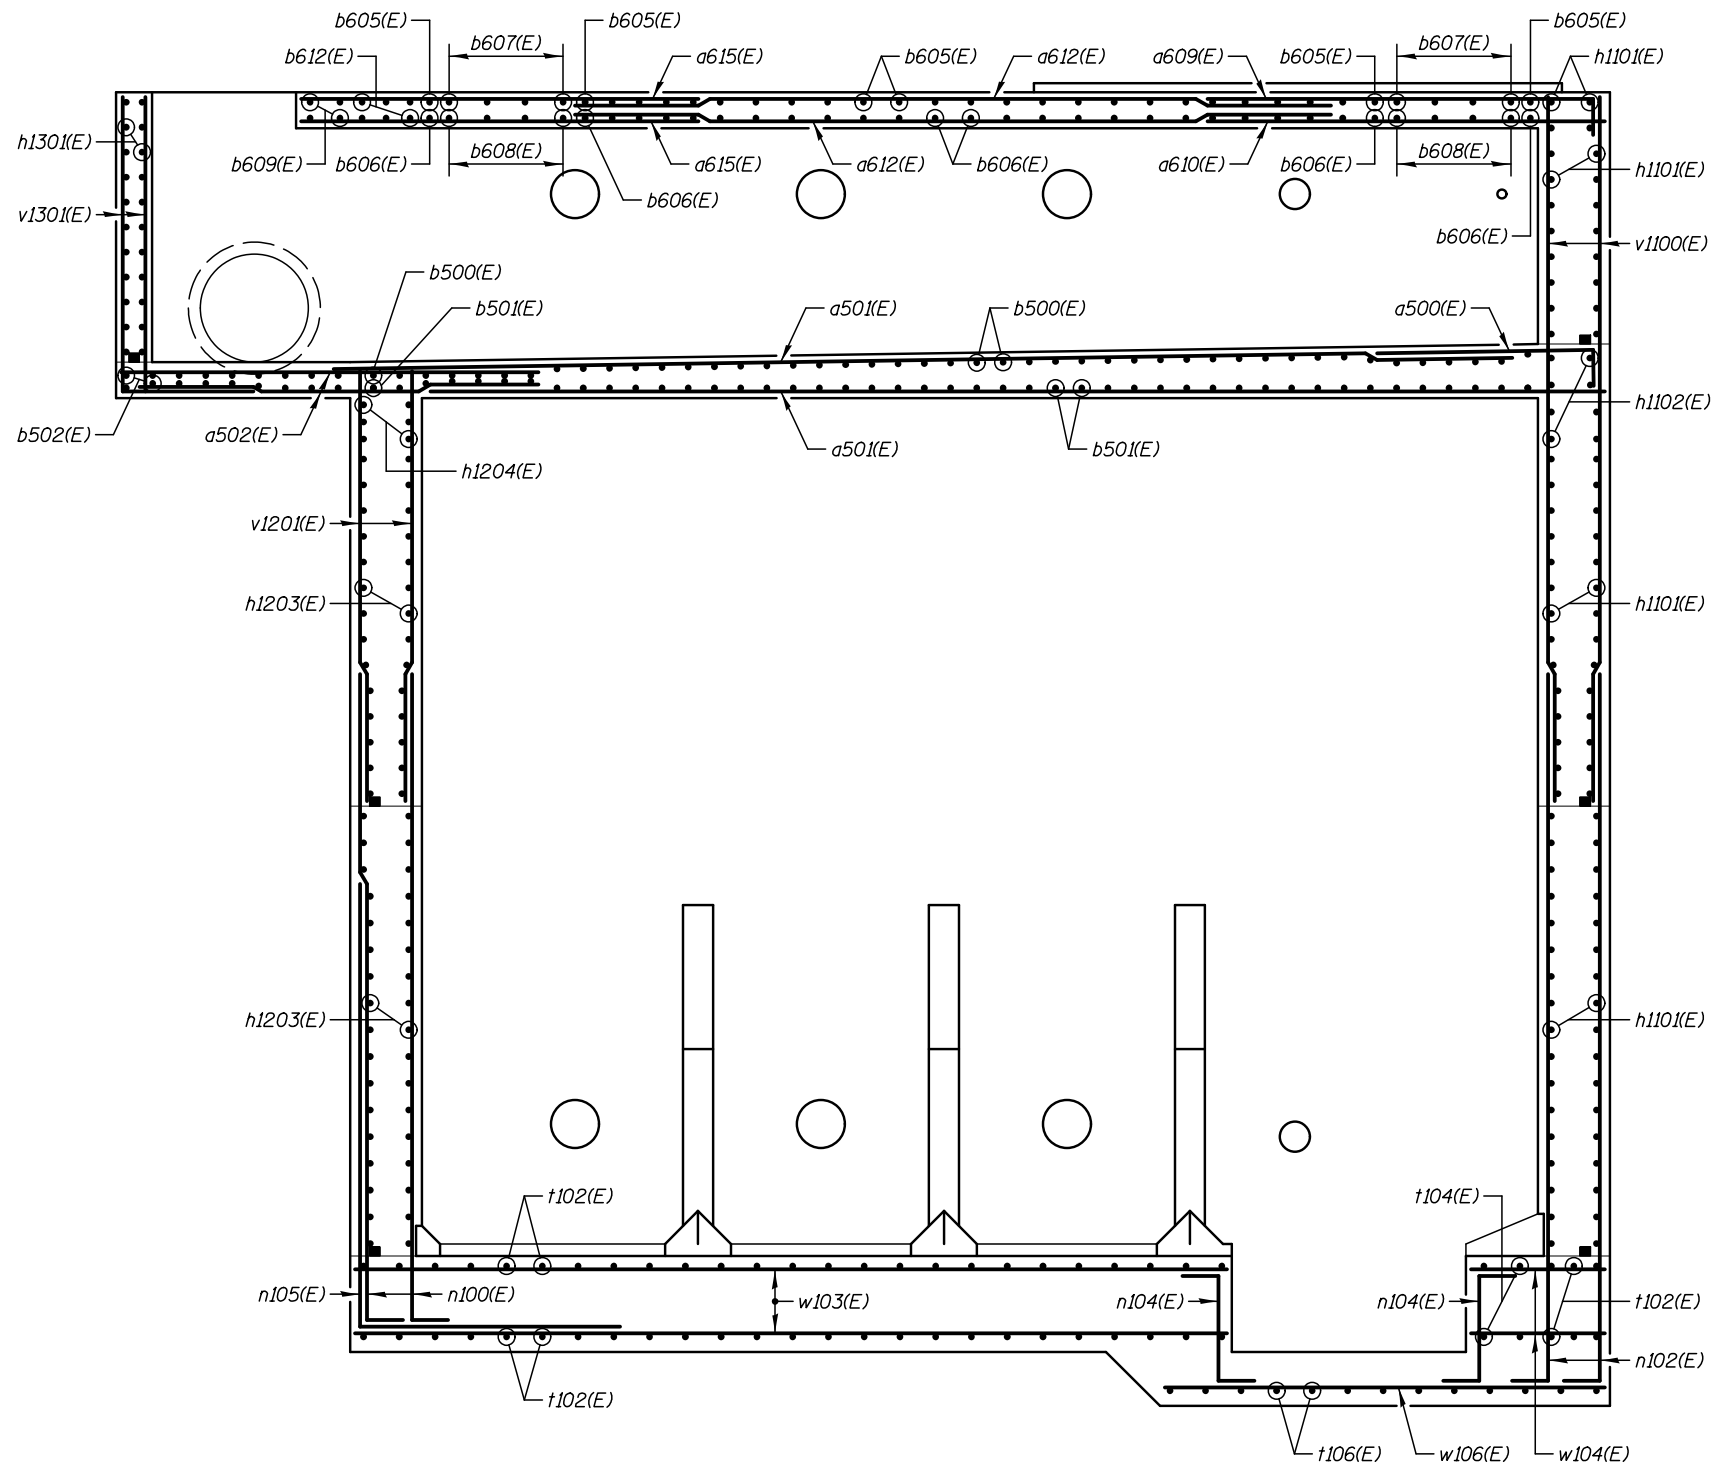 b605(E) b605(E) b605(E)
b607(E) b607(E)
b612(E) a615(E) b605(E) a612(E) a609(E) b605(E) h1101(E)
h1301(E)
b609(E) b606(E) b608(E) a615(E) a612(E) b606(E) a610(E) b606(E) b608(E) h1101(E)
b606(E)
v1301(E)
b606(E) v1100(E)
b500(E)
b501(E) a501(E) b500(E) a500(E)
h1102(E)
b502(E) a502(E)
a501(E) b501(E)
h1204(E)
v1201(E)
h1203(E) h1101(E)
h1203(E) h1101(E)
t102(E) t104(E)
n105(E) n100(E) w103(E) n104(E) n104(E) t102(E)
n102(E)
t102(E)
t106(E) w106(E) w104(E)